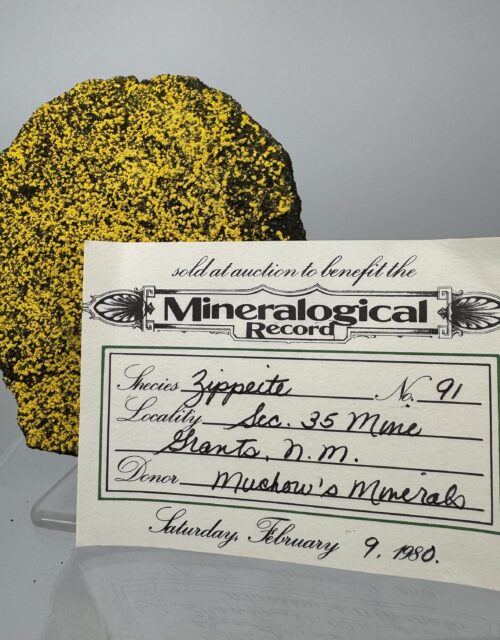 sold at auction to benefit the
Mineralogical
Record
Species Zippeite No. 91
Locality Sec. 35 Mine
Grants, N.M.
Donor Muchow's Minerals
Saturday, February 9, 1980.